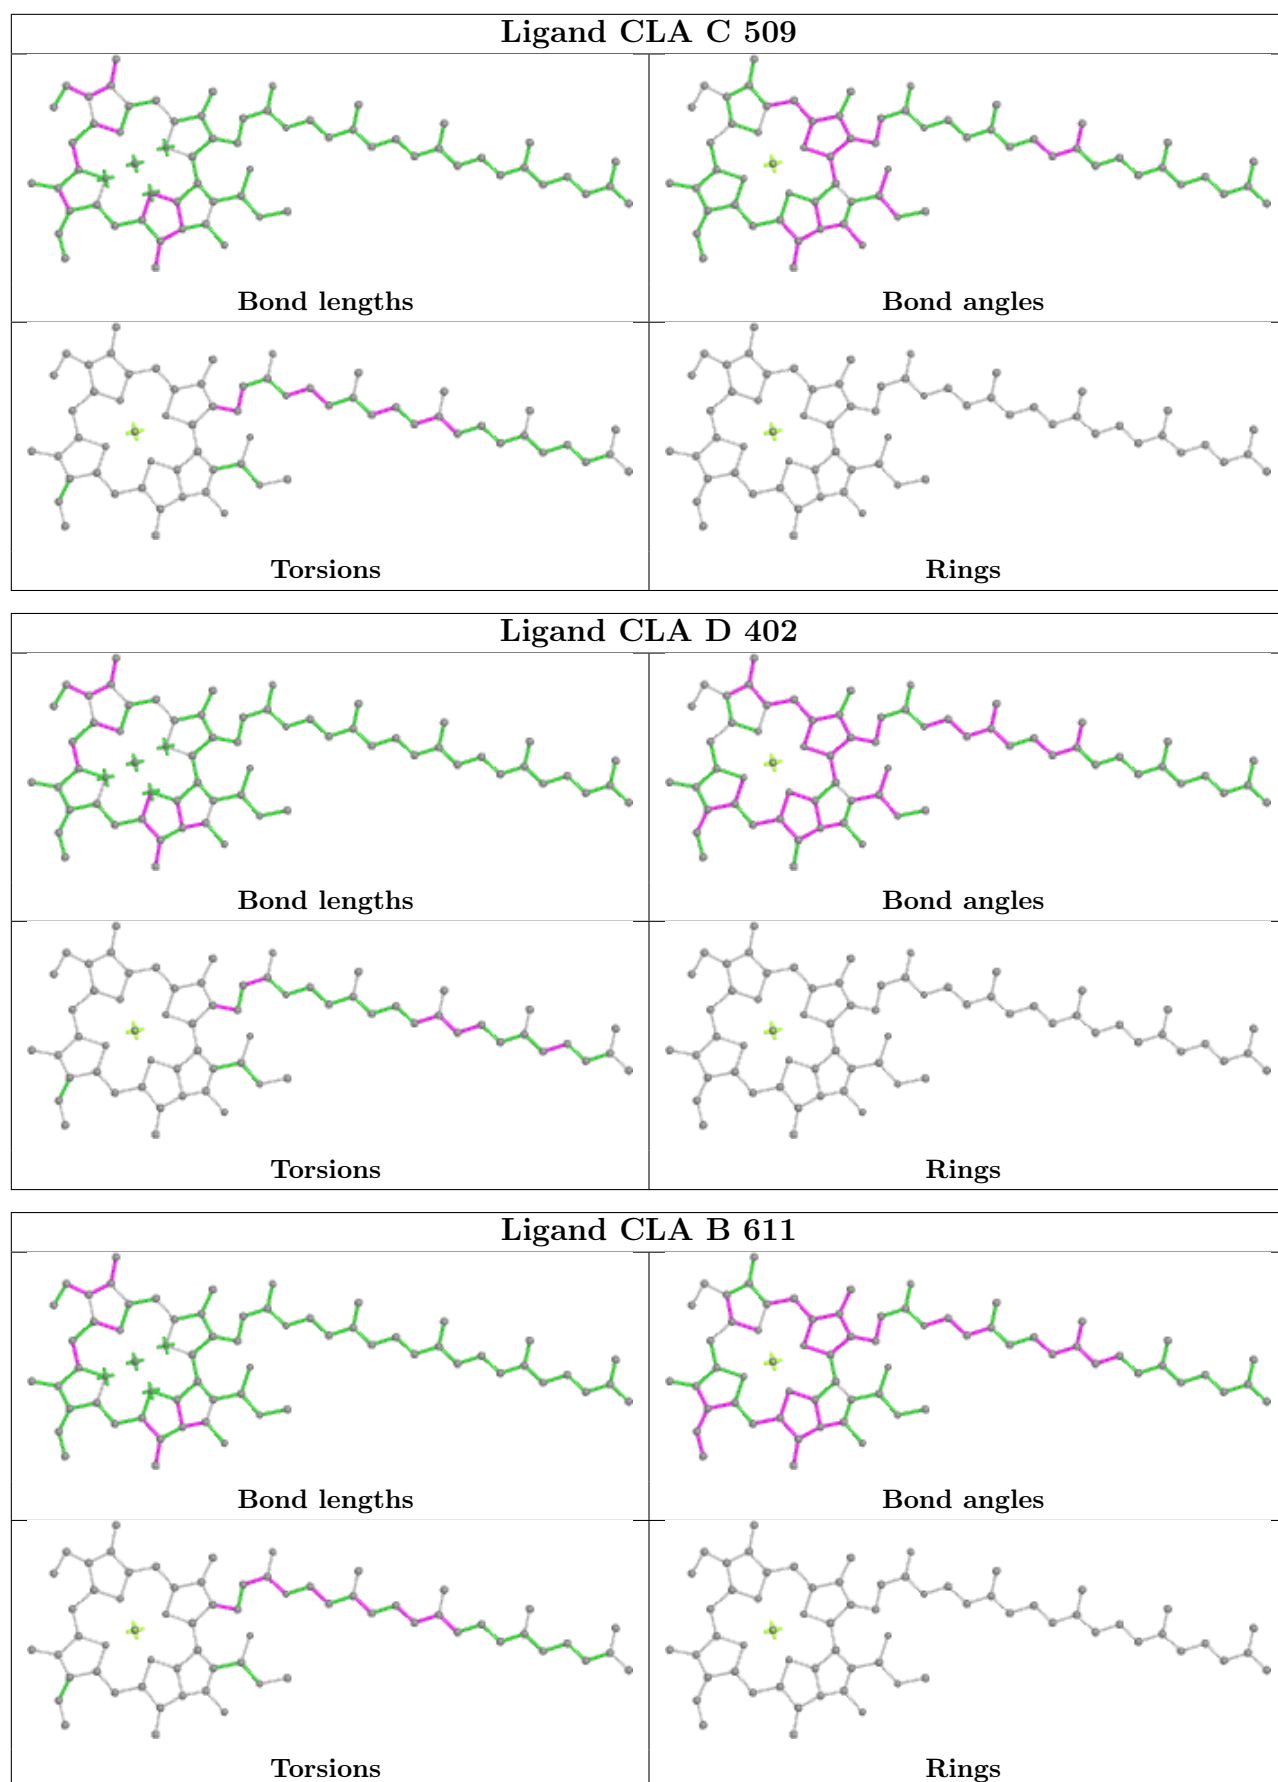 Ligand CLA C 509
Bond lengths
Bond angles
Torsions
Rings
Ligand CLA D 402
Bond lengths
Bond angles
Torsions
Rings
Ligand CLA B 611
Bond lengths
Bond angles
Torsions
Rings